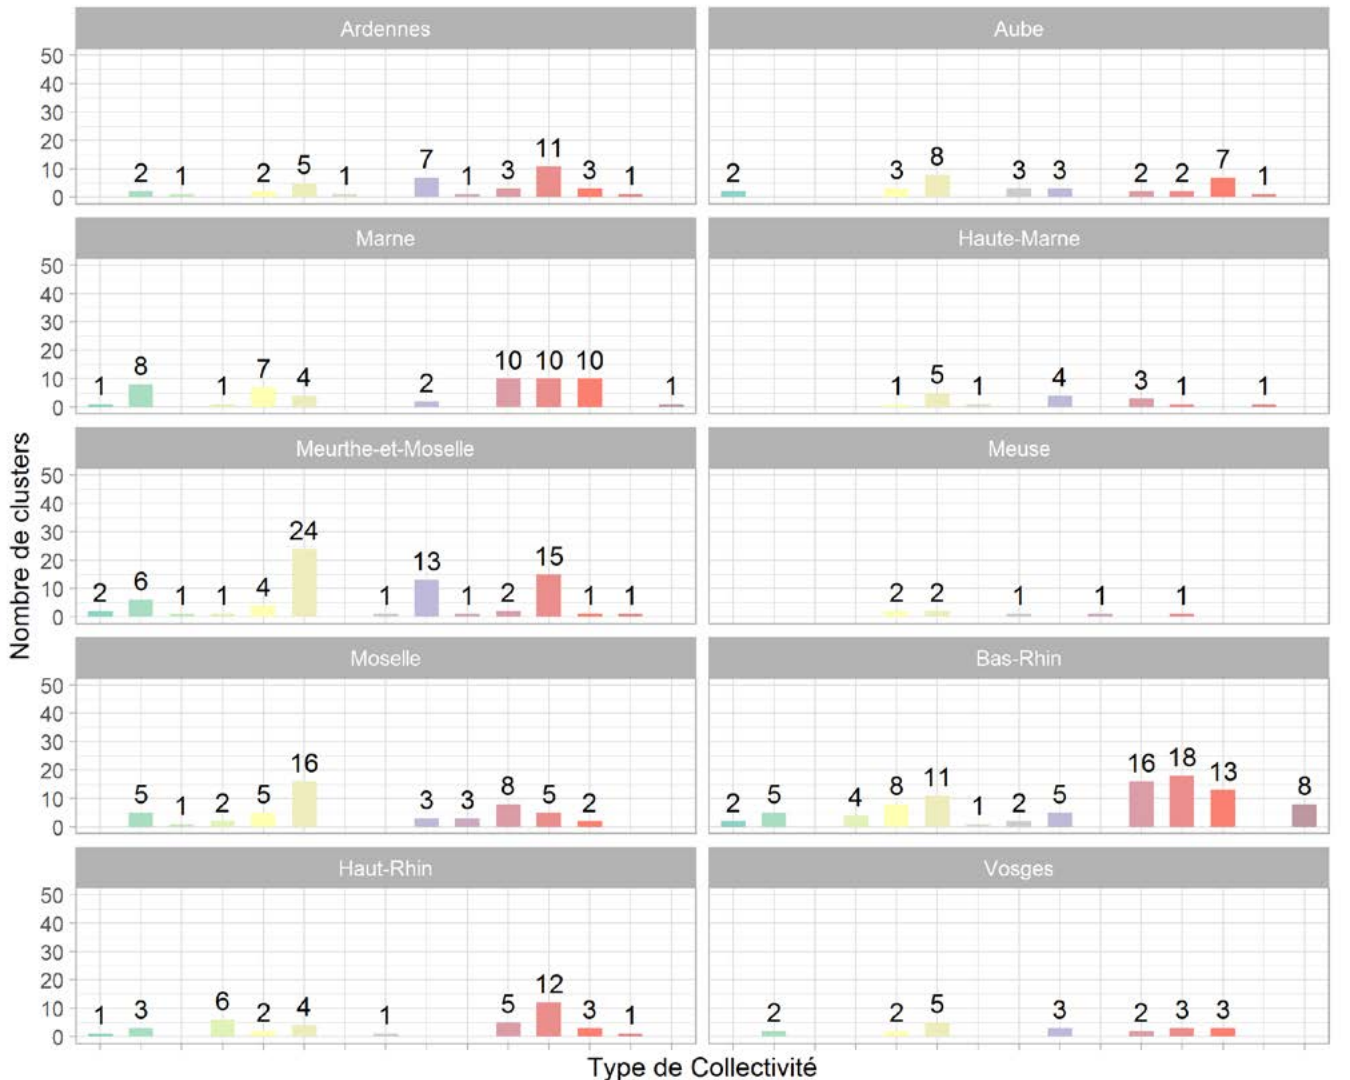 Ardennes
Aube
50
40
30
20
10
0
2 1 2 5 1 7 1 3 11 3 1
2 3 8 3 3 2 2 7 1
Marne
Haute-Marne
50
40
30
20
10
0
1 8 1 7 4 2 10 10 10 1
1 5 1 4 3 1 1
Meurthe-et-Moselle
Meuse
50
40
30
20
10
0
2 6 1 1 4 24 1 13 1 2 15 1 1
2 2 1 1 1
Moselle
Bas-Rhin
50
40
30
20
10
0
5 1 2 5 16 3 3 8 5 2
2 5 4 8 11 1 2 5 16 18 13 8
Haut-Rhin
Vosges
50
40
30
20
10
0
1 3 6 2 4 1 5 12 3 1
2 2 5 3 2 3 3
Nombre de clusters
Type de Collectivité